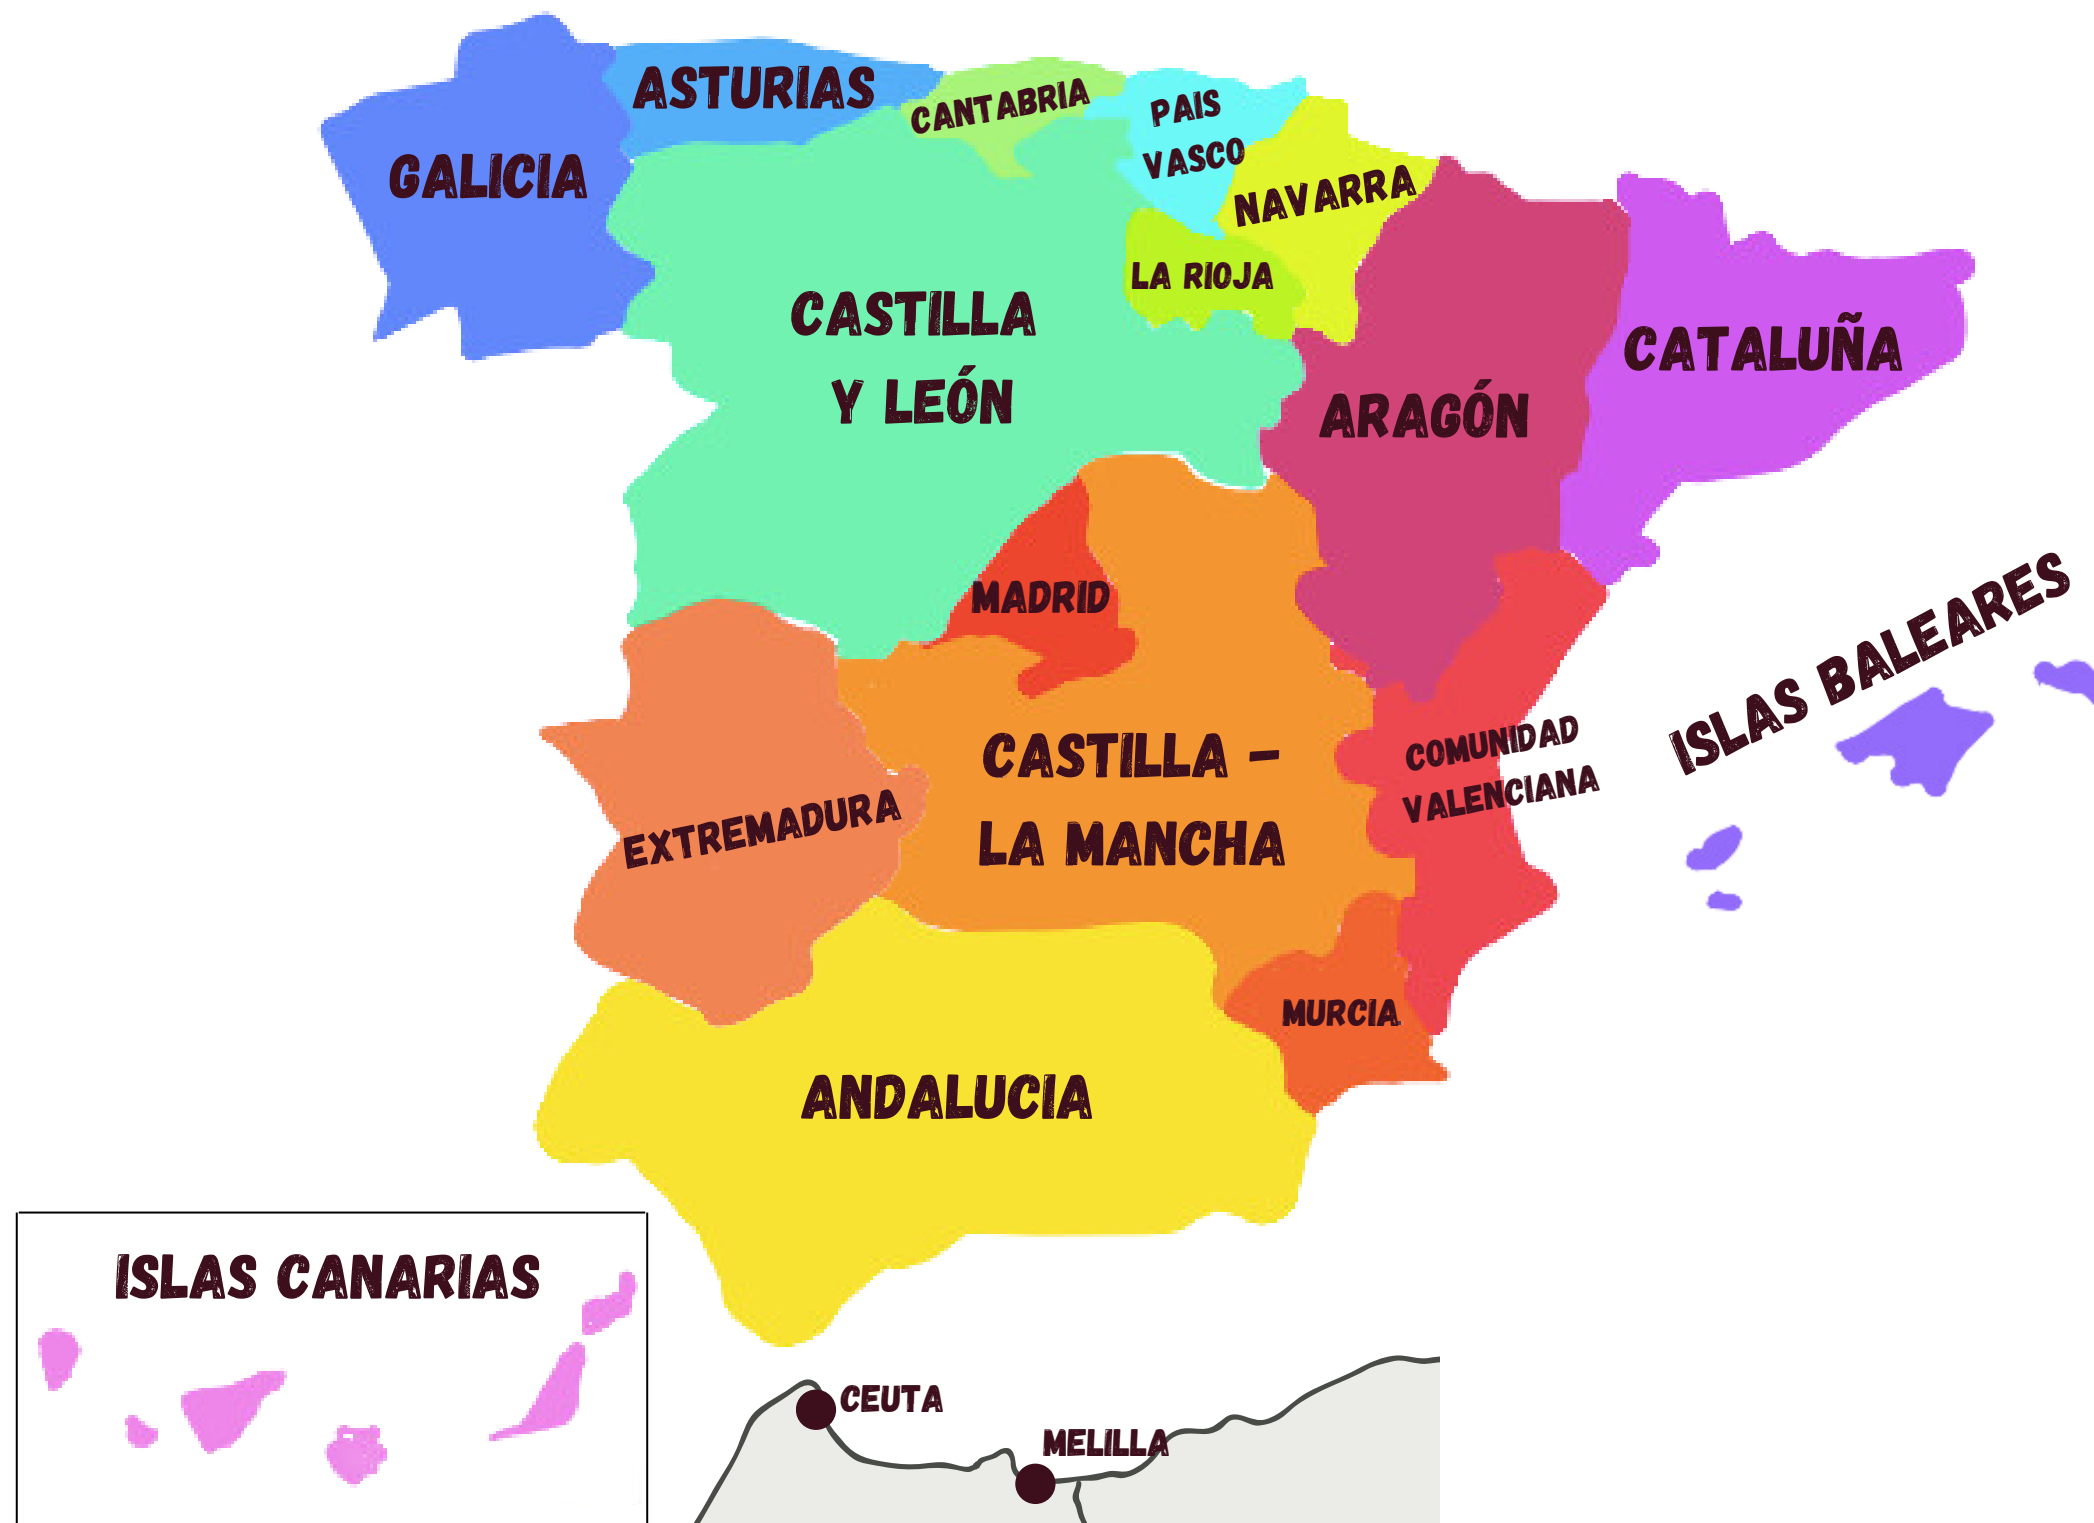 ASTURIAS
CANTABRIA
PAIS
VASCO
GALICIA
NAVARRA
LA RIOJA
CASTILLA
Y LEÓN
CATALUÑA
ARAGÓN
MADRID
ISLAS BALEARES
CASTILLA –
LA MANCHA
COMUNIDAD
VALENCIANA
EXTREMADURA
MURCIA
ANDALUCIA
ISLAS CANARIAS
CEUTA
MELILLA